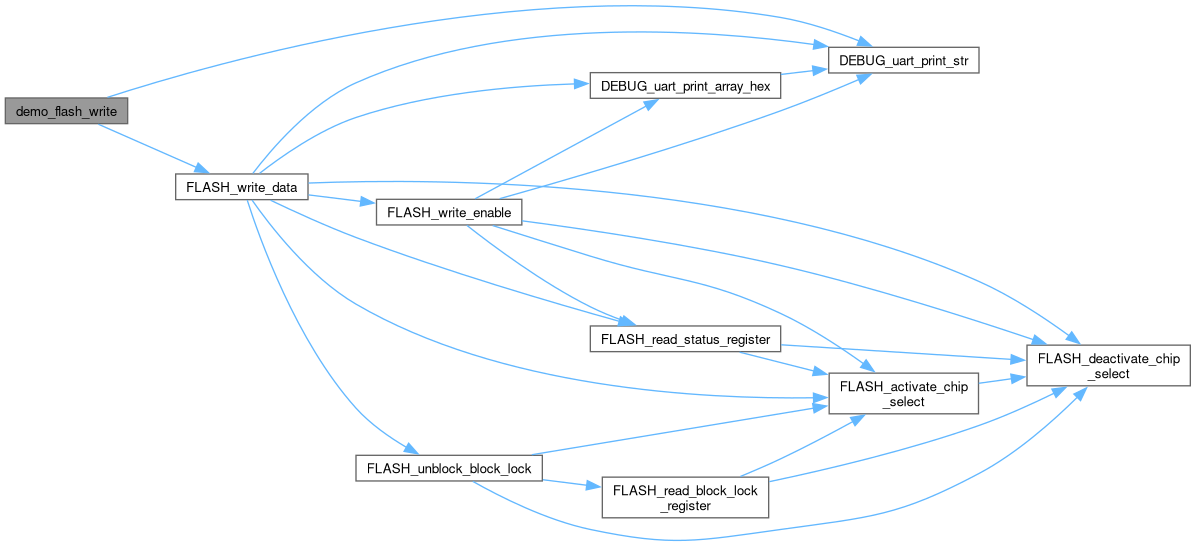 DEBUG_uart_print_str
DEBUG_uart_print_array_hex
demo_flash_write
FLASH_write_data
FLASH_write_enable
FLASH_read_status_register
FLASH_deactivate_chip
_select
FLASH_activate_chip
_select
FLASH_unblock_block_lock
FLASH_read_block_lock
_register